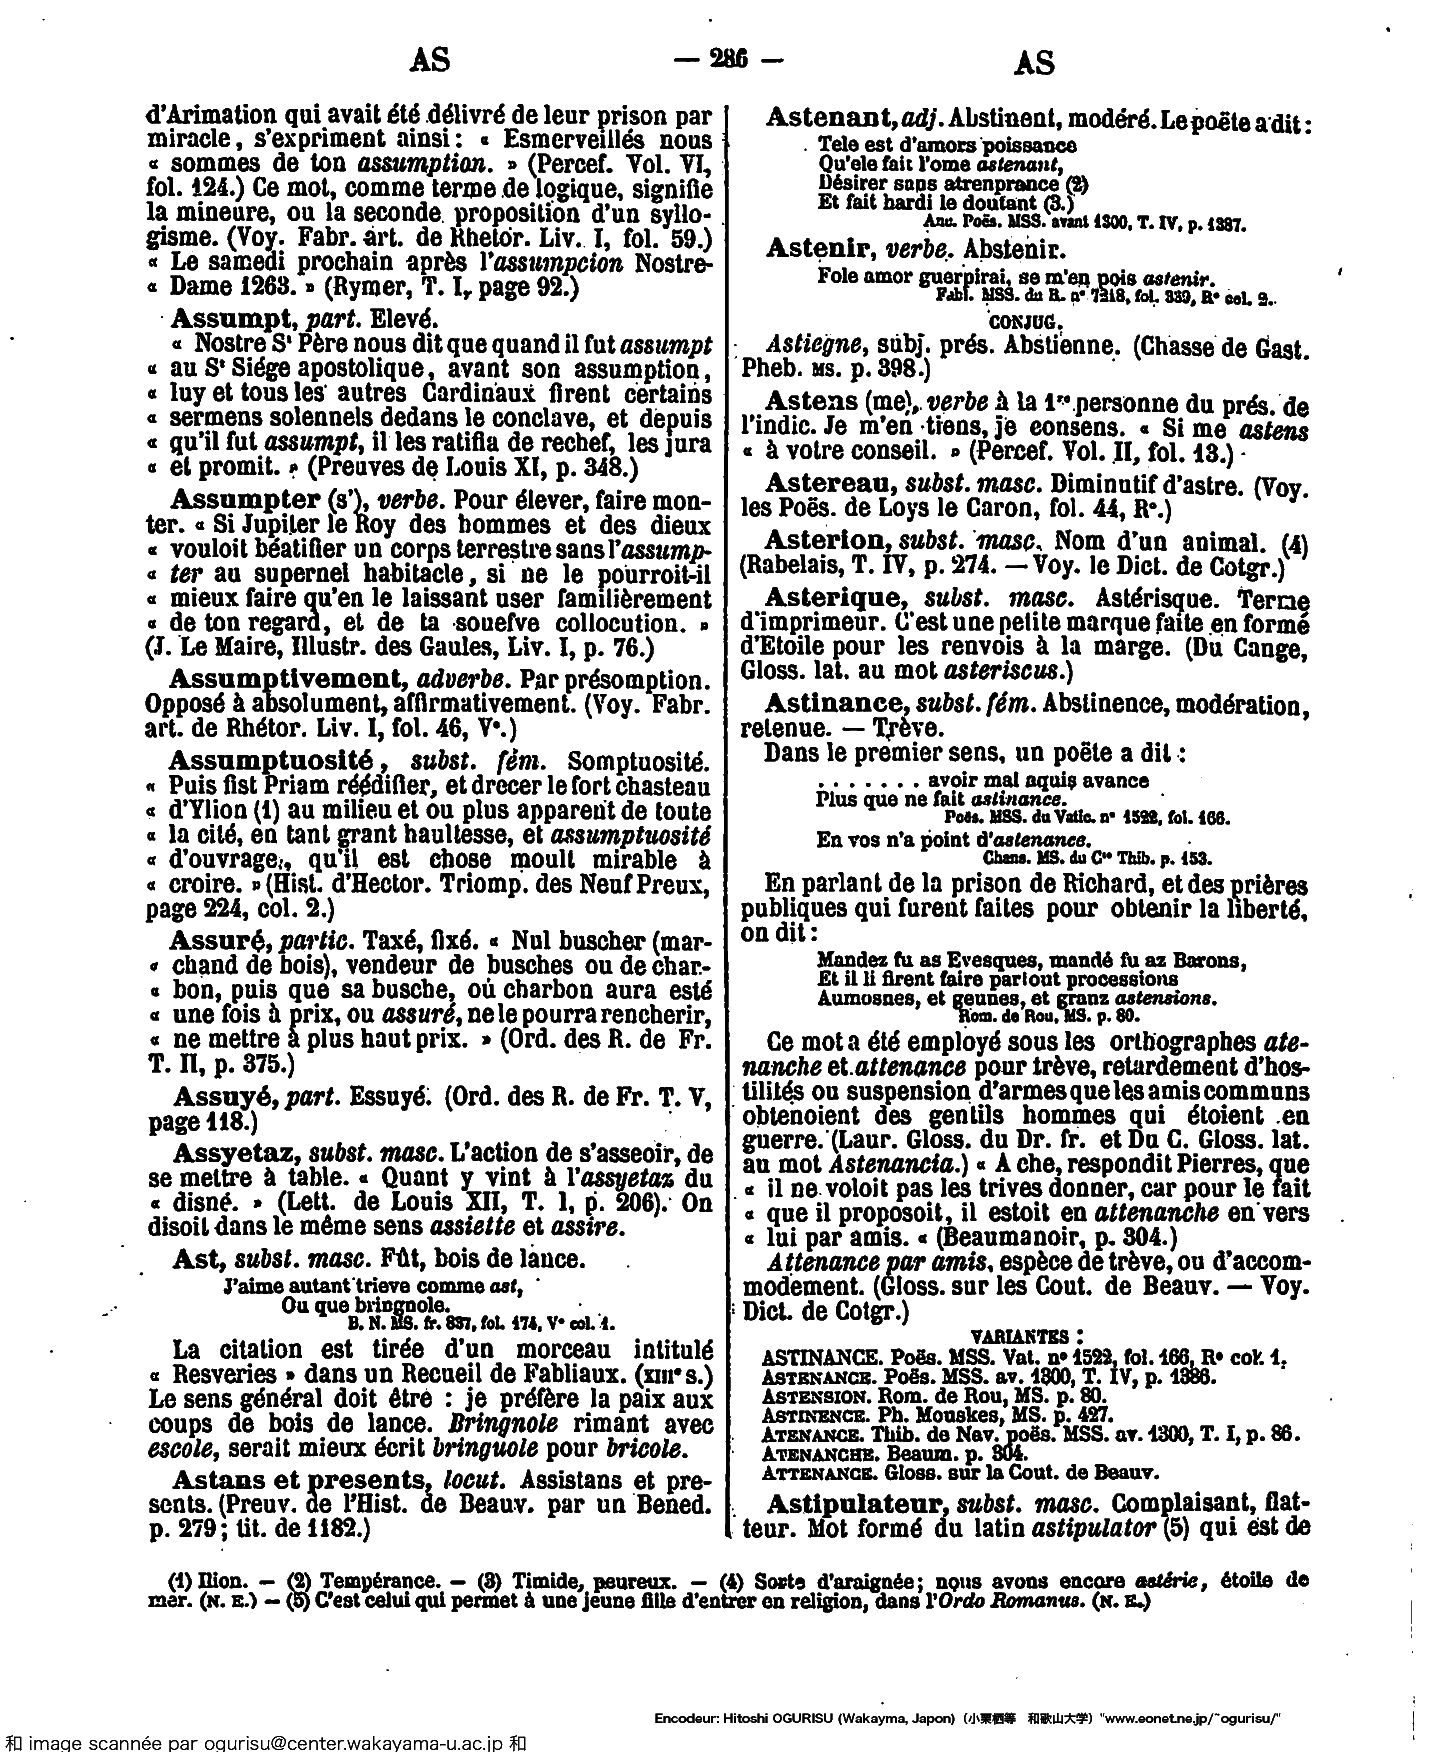 AS — 286 — AS
d'Arimation qui avait été délivré de leur prison par
miracle, s'expriment ainsi : « Esmerveillés nous
« sommes de ton assumption. » (Percef. Vol. VI,
fol. 124.) Ce mot, comme terme de logique, signifie
la mineure, ou la seconde proposition d'un syllo-
gisme. (Voy. Fabr. art. de Rhetor. Liv. I, fol. 59.)
« Le samedi prochain après l'assumpcion Nostre-
« Dame 1263. » (Rymer, T. I, page 92.)
Assumpt, part. Elevé.
« Nostre St Père nous dit que quand il fut assumpt
« au St Siége apostolique, avant son assumption,
« luy et tous les autres Cardinaux firent certains
« sermens solennels dedans le conclave, et depuis
« qu'il fut assumpt, il les ratifia de rechef, les jura
« et promit. » (Preuves de Louis XI, p. 348.)
Assumpter (s'), verbe. Pour élever, faire mon-
ter. « Si Jupiter le Roy des hommes et des dieux
« vouloit béatifier un corps terrestre sans l'assump-
« ter au supernel habitacle, si ne le pourroit-il
« mieux faire qu'en le laissant user familièrement
« de ton regard, et de ta souefve collocution. »
(J. Le Maire, Illustr. des Gaules, Liv. I, p. 76.)
Assumptivement, adverbe. Par présomption.
Opposé à absolument, affirmativement. (Voy. Fabr.
art. de Rhétor. Liv. I, fol. 46, V°.)
Assumptuosité, subst. fém. Somptuosité.
« Puis fist Priam réédifier, et drecer le fort chasteau
« d'Ylion (1) au milieu et ou plus apparent de toute
« la cité, en tant grant haultesse, et assumptuosité
« d'ouvrage, qu'il est chose moult mirable à
« croire. » (Hist. d'Hector. Triomp. des Neuf Preux,
page 224, col. 2.)
Assuré, partic. Taxé, fixé. « Nul buscher (mar-
« chand de bois), vendeur de busches ou de char-
« bon, puis que sa busche, où charbon aura esté
« une fois à prix, ou assuré, ne le pourra rencherir,
« ne mettre à plus haut prix. » (Ord. des R. de Fr.
T. II, p. 375.)
Assuyé, part. Essuyé. (Ord. des R. de Fr. T. V,
page 118.)
Assyetaz, subst. masc. L'action de s'asseoir, de
se mettre à table. « Quant y vint à l'assyetaz du
« disné. » (Lett. de Louis XII, T. I, p. 206). On
disoit dans le même sens assiette et assire.
Ast, subst. masc. Fût, bois de lance.
J'aime autant trieve comme ast,
Ou que bringnole.
B. N. MS. fr. 837, fol. 174, V° col. 1.
La citation est tirée d'un morceau intitulé
« Resveries » dans un Recueil de Fabliaux. (XIIIe s.)
Le sens général doit être : je préfère la paix aux
coups de bois de lance. Bringnole rimant avec
escole, serait mieux écrit bringuole pour bricole.
Astans et presents, locut. Assistans et pre-
sents. (Preuv. de l'Hist. de Beauv. par un Bened.
p. 279; tit. de 1182.)
Astenant, adj. Abstinent, modéré. Le poëte a dit :
Tele est d'amors poissance
Qu'ele fait l'ome astenant,
Désirer sans atrenprance (2)
Et fait hardi le doutant (3.)
Anc. Poës. MSS. avant 1300, T. IV, p. 1387.
Astenir, verbe. Abstenir.
Fole amor guerpirai, se m'en pois astenir.
Fabl. MSS. du R. n° 7218, fol. 339, R° col. 2.
CONJUG.
Astiegne, subj. prés. Abstienne. (Chasse de Gast.
Pheb. MS. p. 398.)
Astens (me), verbe à la 1re personne du prés. de
l'indic. Je m'en tiens, je consens. « Si me astens
« à votre conseil. » (Percef. Vol. II, fol. 13.)
Astereau, subst. masc. Diminutif d'astre. (Voy.
les Poës. de Loys le Caron, fol. 44, R°.)
Asterion, subst. masc. Nom d'un animal. (4)
(Rabelais, T. IV, p. 274. — Voy. le Dict. de Cotgr.)
Asterique, subst. masc. Astérisque. Terme
d'imprimeur. C'est une petite marque faite en formé
d'Etoile pour les renvois à la marge. (Du Cange,
Gloss. lat. au mot asteriscus.)
Astinance, subst. fém. Abstinence, modération,
retenue. — Trève.
Dans le premier sens, un poëte a dit :
. . . . . . . avoir mal aquis avance
Plus que ne fait astinance.
Poës. MSS. du Vatic. n° 1522, fol. 166.
En vos n'a point d'astenance.
Chans. MS. du Cte Thib. p. 153.
En parlant de la prison de Richard, et des prières
publiques qui furent faites pour obtenir la liberté,
on dit :
Mandez fu as Evesques, mandé fu az Barons,
Et il li firent faire partout processions
Aumosnes, et geunes, et granz astensions.
Rom. de Rou, MS. p. 80.
Ce mot a été employé sous les orthographes ate-
nanche et attenance pour trève, retardement d'hos-
tilités ou suspension d'armes que les amis communs
obtenoient des gentils hommes qui étoient en
guerre. (Laur. Gloss. du Dr. fr. et Du C. Gloss. lat.
au mot Astenancia.) « A che, respondit Pierres, que
« il ne voloit pas les trives donner, car pour le fait
« que il proposoit, il estoit en attenanche en vers
« lui par amis. « (Beaumanoir, p. 304.)
Attenance par amis, espèce de trève, ou d'accom-
modement. (Gloss. sur les Cout. de Beauv. — Voy.
Dict. de Cotgr.)
VARIANTES :
ASTINANCE. Poës. MSS. Vat. n° 1522, fol. 166, R° col. 1.
ASTENANCE. Poës. MSS. av. 1300, T. IV, p. 1386.
ASTENSION. Rom. de Rou, MS. p. 80.
ASTINENCE. Ph. Mouskes, MS. p. 427.
ATENANCE. Thib. de Nav. poës. MSS. av. 1300, T. I, p. 86.
ATENANCHE. Beaum. p. 304.
ATTENANCE. Gloss. sur la Cout. de Beauv.
Astipulateur, subst. masc. Complaisant, flat-
teur. Mot formé du latin astipulator (5) qui est de
(1) Ilion. — (2) Tempérance. — (3) Timide, peureux. — (4) Sorte d'araignée; nous avons encore astérie, étoile de
mer. (N. E.) — (5) C'est celui qui permet à une jeune fille d'entrer en religion, dans l'Ordo Romanus. (N. E.)
Encodeur: Hitoshi OGURISU (Wakayma, Japon) (小栗栖等 和歌山大学) "www.eonet.ne.jp/~ogurisu/"
和 image scannée par ogurisu@center.wakayama-u.ac.jp 和